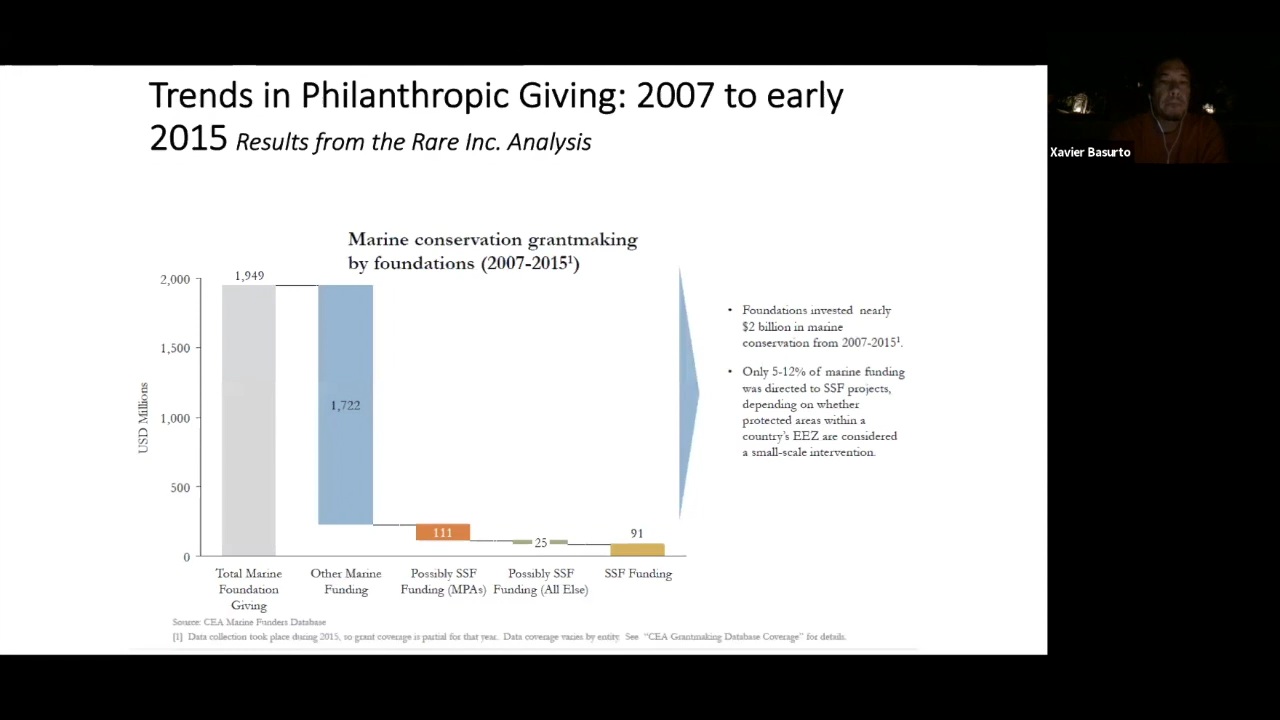 Trends in Philanthropic Giving: 2007 to early
2015 Results from the Rare Inc. Analysis
Xavier Basurto
Marine conservation grantmaking
by foundations (2007-2015¹)
USD Millions
2,000
1,500
1,000
500
0
1,949
1,722
111
25
91
Total Marine
Foundation
Giving
Other Marine
Funding
Possibly SSF
Funding (MPAs)
Possibly SSF
Funding (All Else)
SSF Funding
• Foundations invested nearly
$2 billion in marine
conservation from 2007-2015¹.
• Only 5-12% of marine funding
was directed to SSF projects,
depending on whether
protected areas within a
country's EEZ are considered
a small-scale intervention.
Source: CEA Marine Funders Database
[1] Data collection took place during 2015, so grant coverage is partial for that year. Data coverage varies by entity. See "CEA Grantmaking Database Coverage" for details.